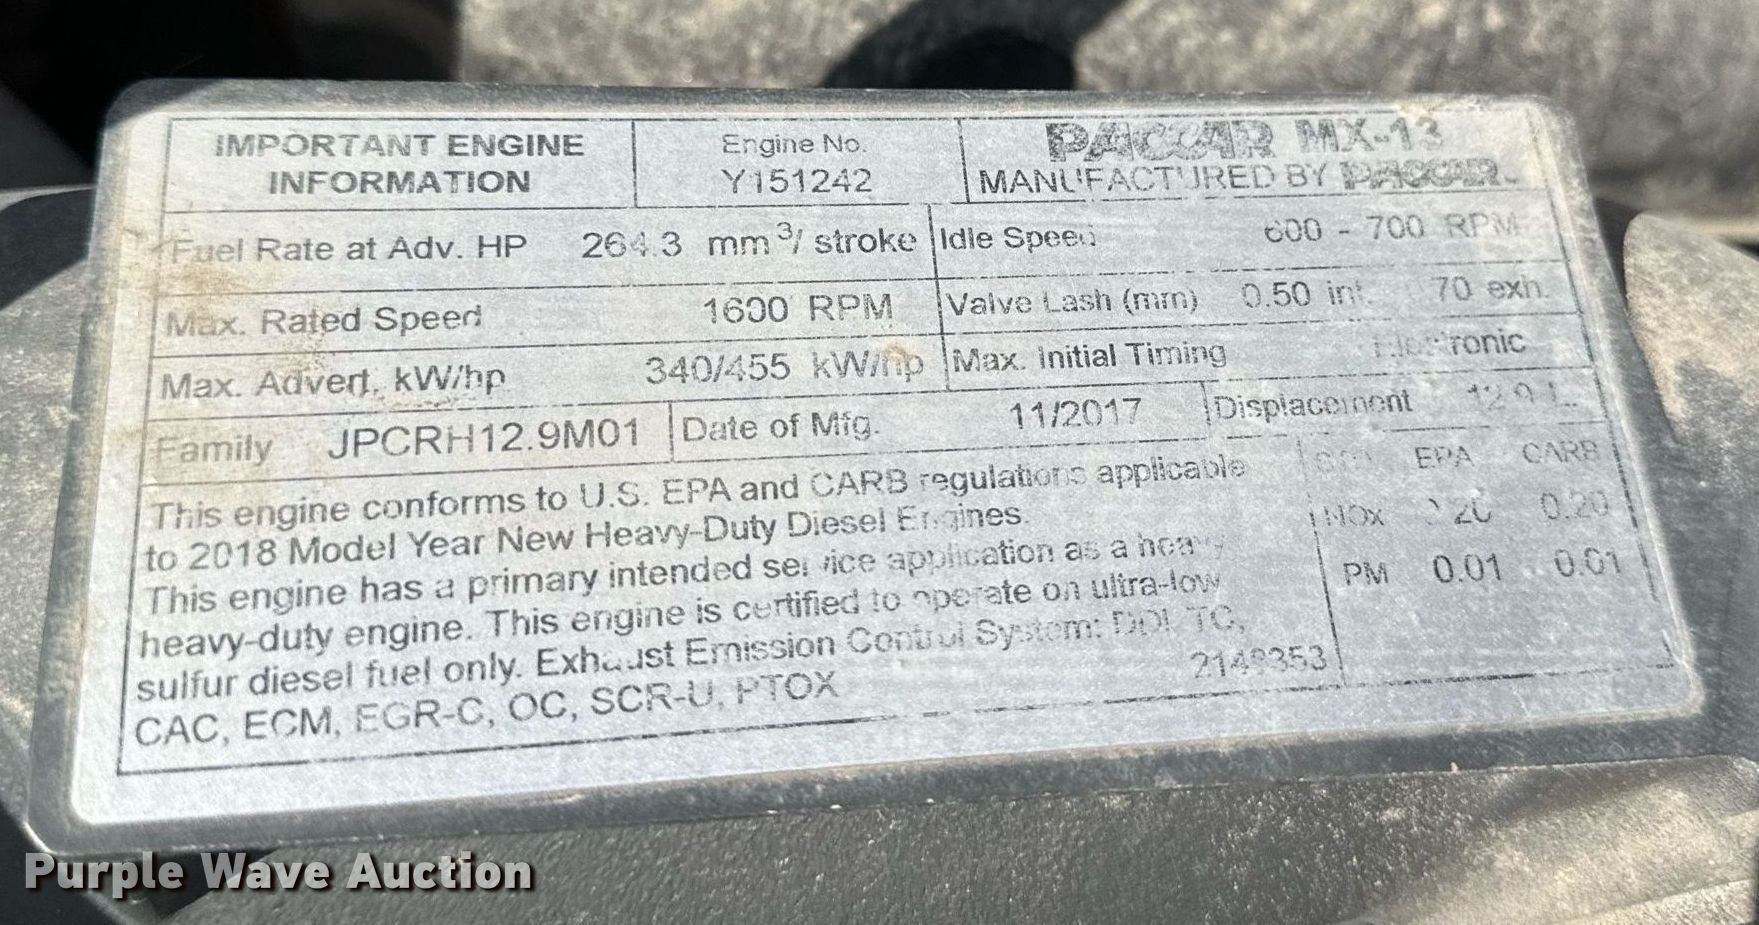 IMPORTANT ENGINE
INFORMATION
Engine No.
Y151242
PACCAR MX-13
MANUFACTURED BY PACCAR
Fuel Rate at Adv. HP 264.3 mm³/ stroke
Idle Speed 600 - 700 RPM
Max. Rated Speed 1600 RPM
Valve Lash (mm) 0.50 int. 70 exh.
Max. Advert. kW/hp 340/455 kW/hp
Max. Initial Timing Electronic
Family JPCRH12.9M01
Date of Mfg. 11/2017
Displacement 12.9 L
This engine conforms to U.S. EPA and CARB regulations applicable
to 2018 Model Year New Heavy-Duty Diesel Engines.
This engine has a primary intended service application as a heavy
heavy-duty engine. This engine is certified to operate on ultra-low
sulfur diesel fuel only. Exhaust Emission Control System: TC,
CAC, ECM, EGR-C, OC, SCR-U, PTOX
2149353
EPA CARB
NOx 0.20 0.20
PM 0.01 0.01
Purple Wave Auction